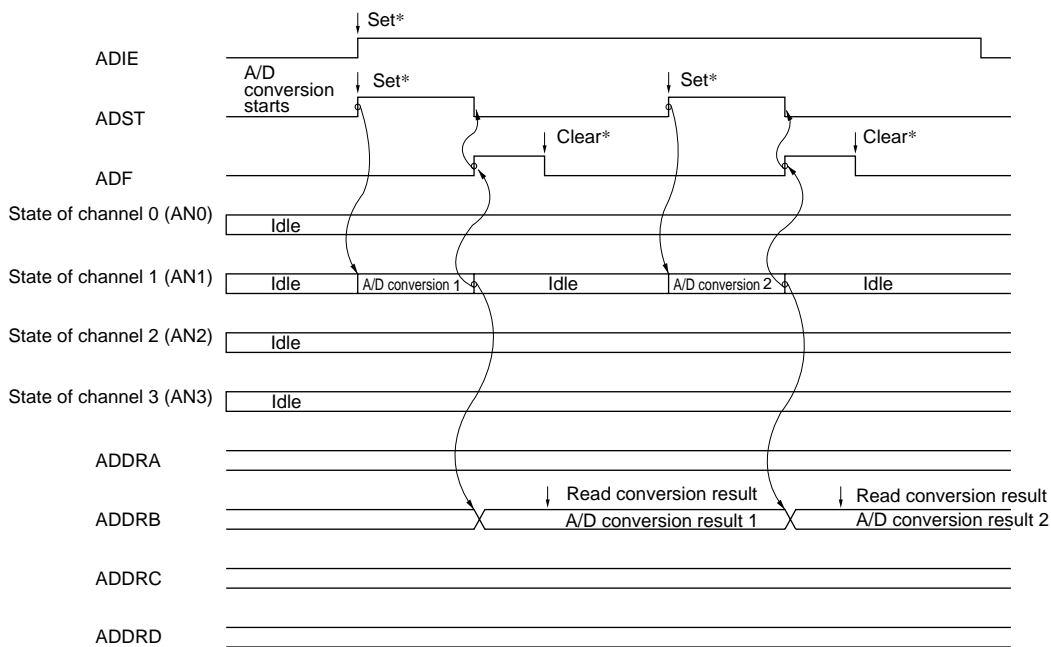 Set*
ADIE
A/D
conversion
starts
Set*
Set*
ADST
Clear*
Clear*
ADF
State of channel 0 (AN0)
Idle
State of channel 1 (AN1)
Idle
A/D conversion 1
Idle
A/D conversion 2
Idle
State of channel 2 (AN2)
Idle
State of channel 3 (AN3)
Idle
ADDRA
Read conversion result
Read conversion result
ADDRB
A/D conversion result 1
A/D conversion result 2
ADDRC
ADDRD